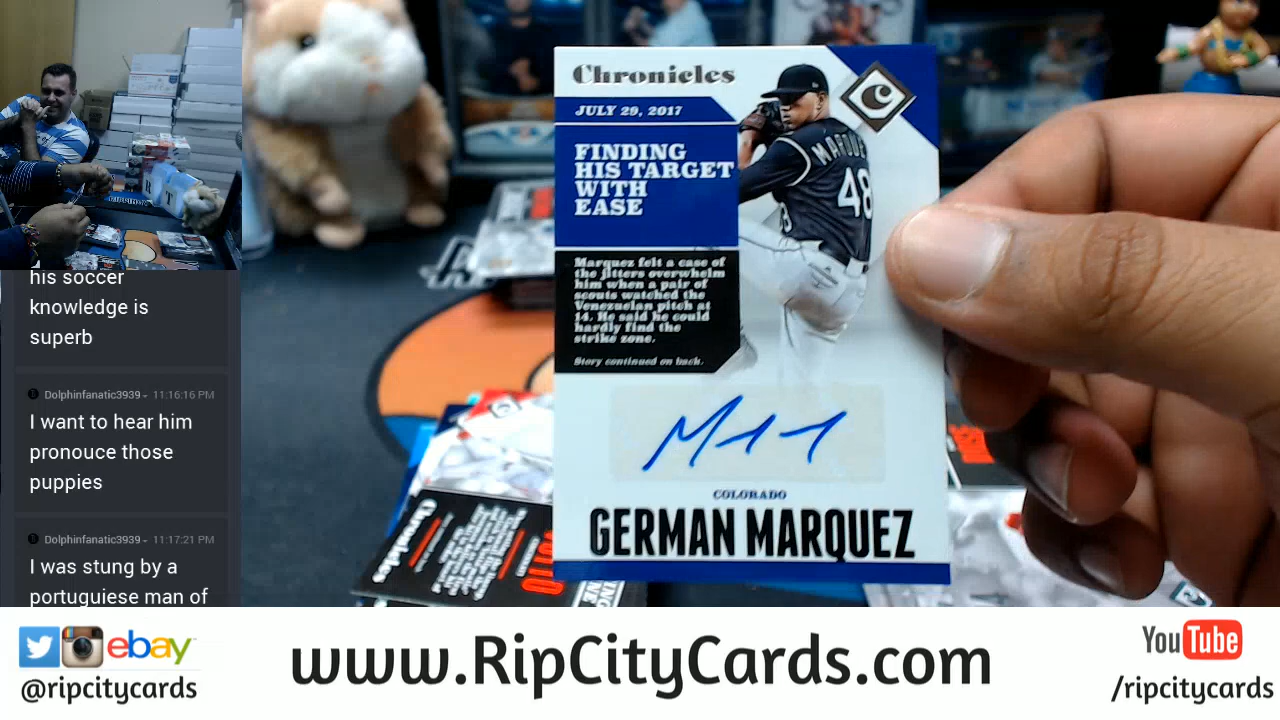 his soccer
knowledge is
superb
Dolphinfanatic3939 - 11:16:16 PM
I want to hear him
pronouce those
puppies
Dolphinfanatic3939 - 11:17:21 PM
I was stung by a
portuguiese man of
Chronicles
C
JULY 29, 2017
FINDING
HIS TARGET
WITH
EASE
MARQUE
48
Marquez felt a case of
the jitters overwhelm
him when a pair of
scouts watched the
Venezuelan pitch at
14. He said he could
hardly find the
strike zone.
Story continued on back.
COLORADO
GERMAN MARQUEZ
Chronicles
ebay
@ripcitycards
www.RipCityCards.com
YouTube
/ripcitycards